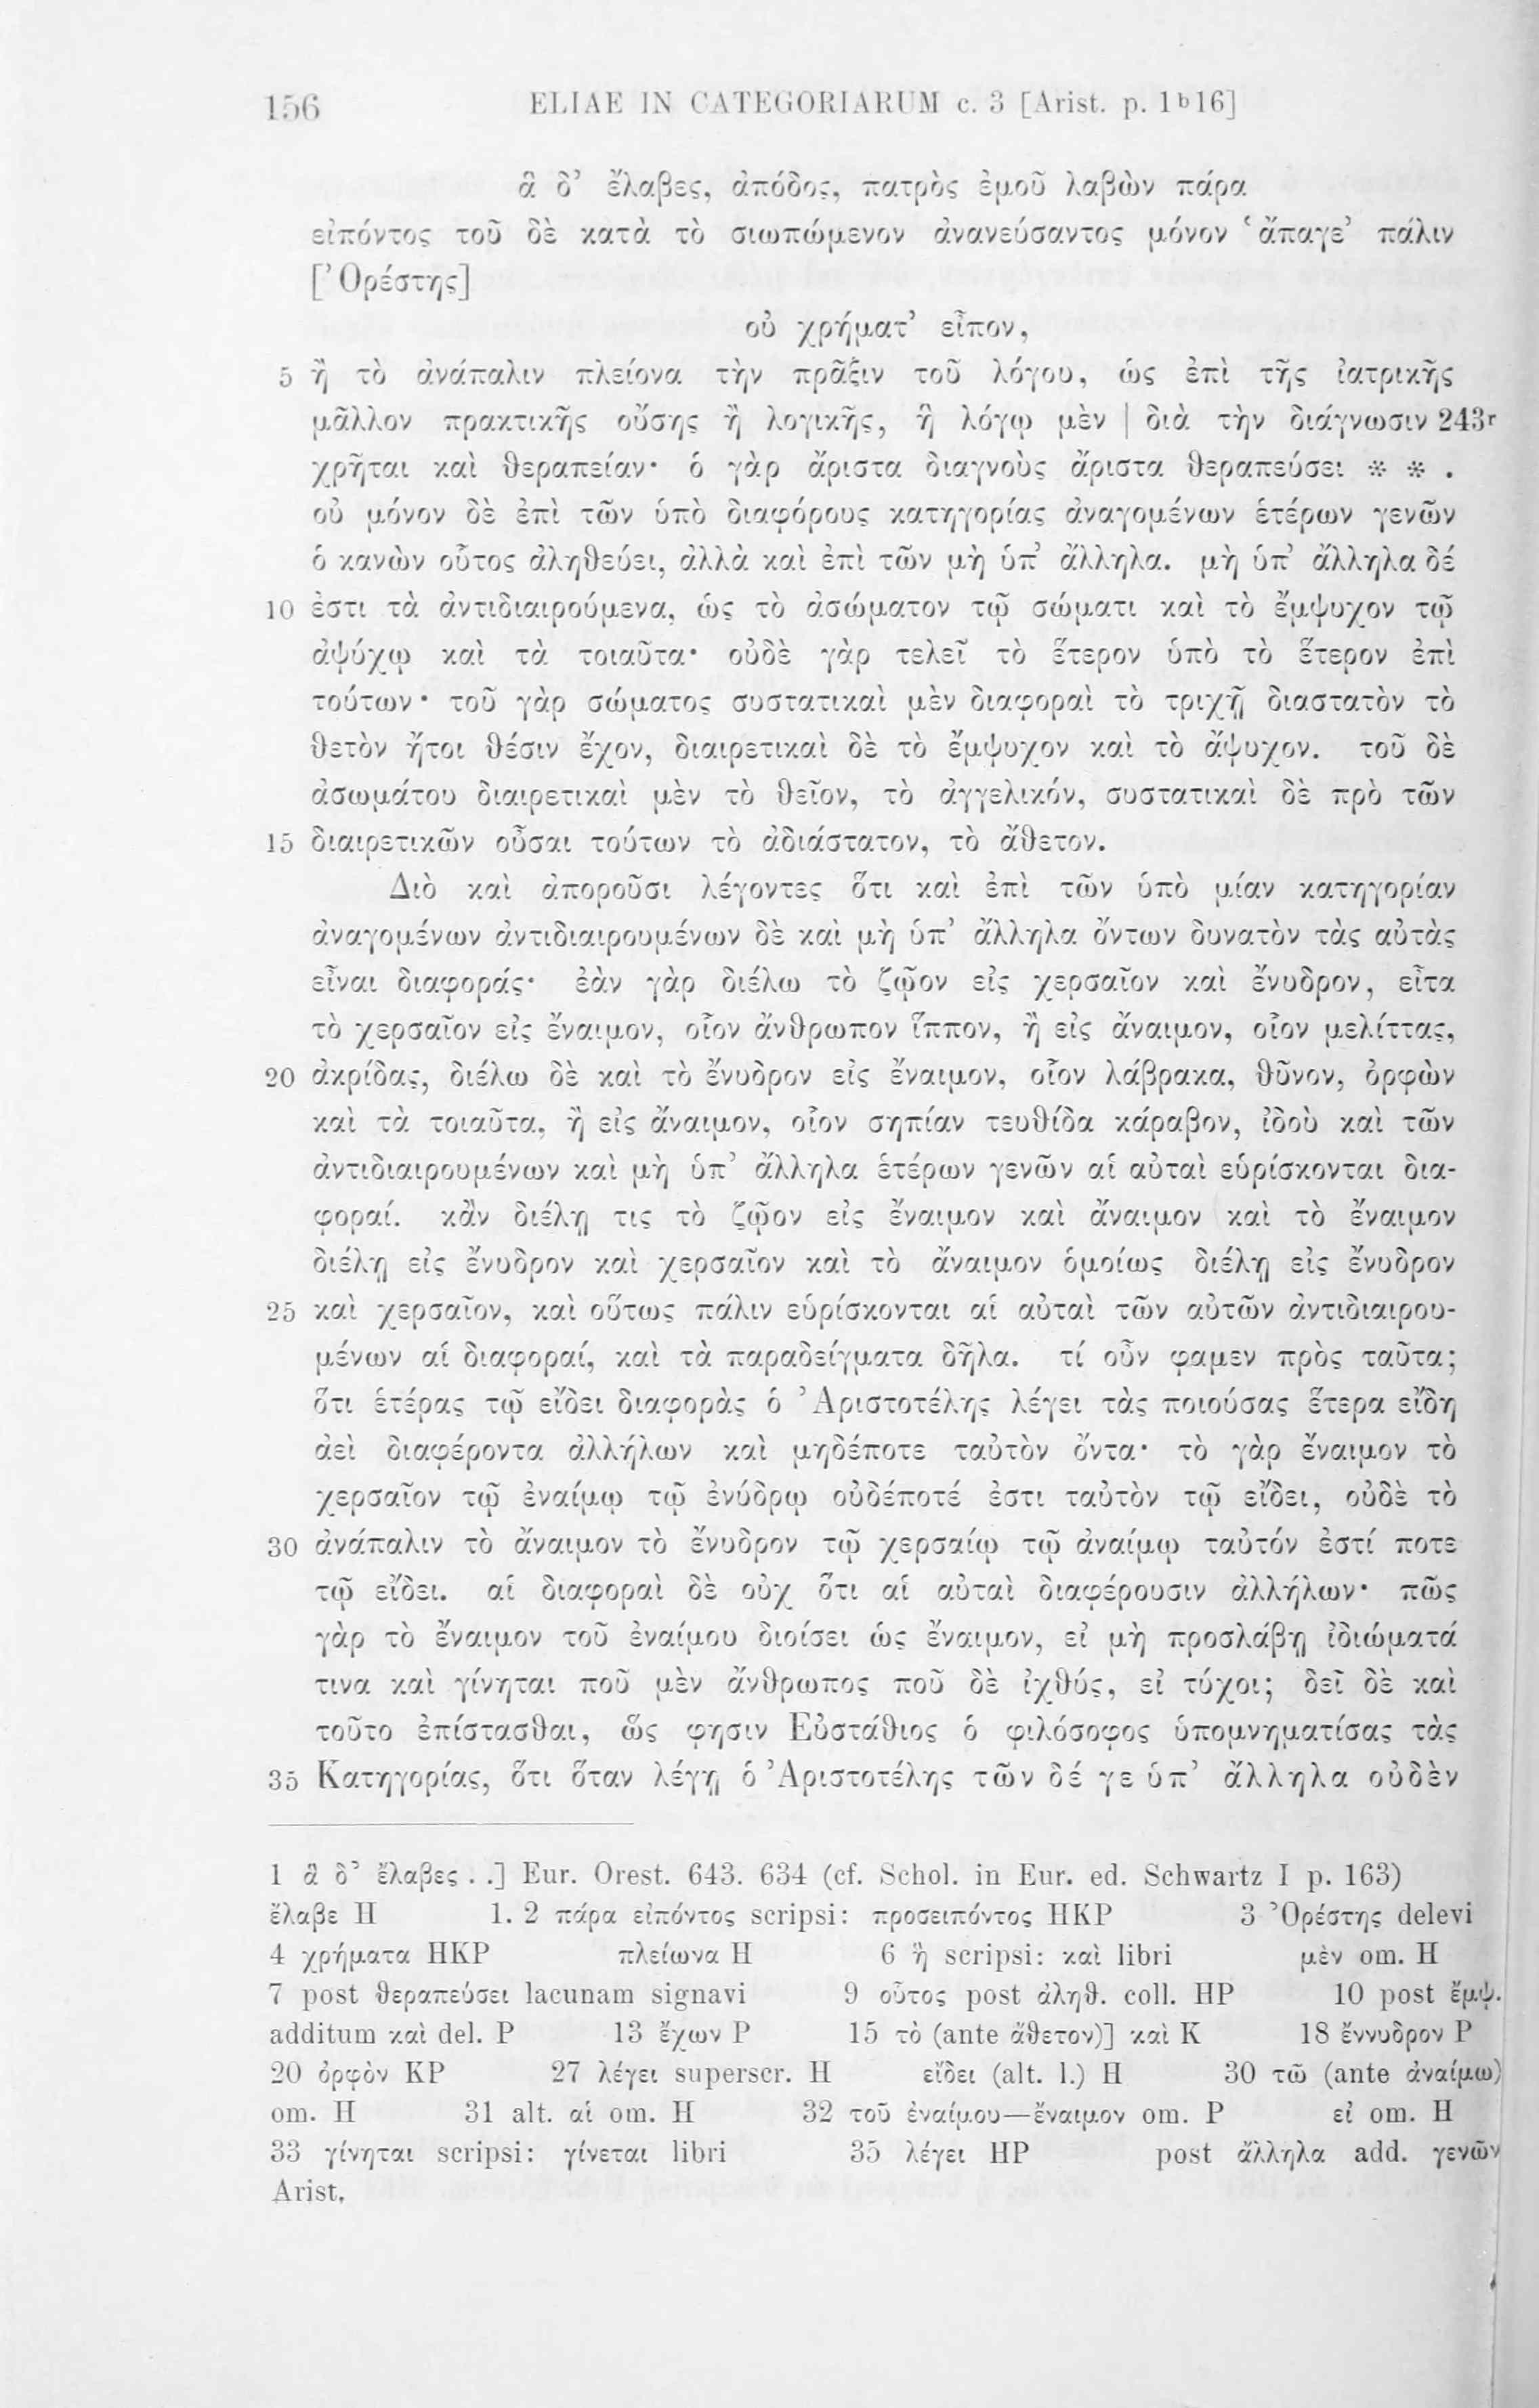 156 ELIAE IN CATEGORIARUM c. 3 [Arist. p. 1b16]
ἃ δ’ ἔλαβες, ἀπόδος, πατρὸς ἐμοῦ λαβὼν πάρα
εἰπόντος τοῦ δὲ κατὰ τὸ σιωπώμενον ἀνανεύσαντος μόνον ‘ἄπαγε’ πάλιν
[Ὀρέστης]
οὐ χρήματ’ εἶπον,
5 ἢ τὸ ἀνάπαλιν πλείονα τὴν πρᾶξιν τοῦ λόγου, ὡς ἐπὶ τῆς ἰατρικῆς
μᾶλλον πρακτικῆς οὔσης ἢ λογικῆς, ἣ λόγῳ μὲν | διὰ τὴν διάγνωσιν 243r
χρῆται καὶ θεραπείαν· ὁ γὰρ ἄριστα διαγνοὺς ἄριστα θεραπεύσει * * .
οὐ μόνον δὲ ἐπὶ τῶν ὑπὸ διαφόρους κατηγορίας ἀναγομένων ἑτέρων γενῶν
ὁ κανὼν οὗτος ἀληθεύει, ἀλλὰ καὶ ἐπὶ τῶν μὴ ὑπ’ ἄλληλα. μὴ ὑπ’ ἄλληλα δέ
10 ἐστι τὰ ἀντιδιαιρούμενα, ὡς τὸ ἀσώματον τῷ σώματι καὶ τὸ ἔμψυχον τῷ
ἀψύχῳ καὶ τὰ τοιαῦτα· οὐδὲ γὰρ τελεῖ τὸ ἕτερον ὑπὸ τὸ ἕτερον ἐπὶ
τούτων· τοῦ γὰρ σώματος συστατικαὶ μὲν διαφοραὶ τὸ τριχῇ διαστατὸν τὸ
θετὸν ἤτοι θέσιν ἔχον, διαιρετικαὶ δὲ τὸ ἔμψυχον καὶ τὸ ἄψυχον. τοῦ δὲ
ἀσωμάτου διαιρετικαὶ μὲν τὸ θεῖον, τὸ ἀγγελικόν, συστατικαὶ δὲ πρὸ τῶν
15 διαιρετικῶν οὖσαι τούτων τὸ ἀδιάστατον, τὸ ἄθετον.
Διὸ καὶ ἀποροῦσι λέγοντες ὅτι καὶ ἐπὶ τῶν ὑπὸ μίαν κατηγορίαν
ἀναγομένων ἀντιδιαιρουμένων δὲ καὶ μὴ ὑπ’ ἄλληλα ὄντων δυνατὸν τὰς αὐτὰς
εἶναι διαφοράς· ἐὰν γὰρ διέλω τὸ ζῷον εἰς χερσαῖον καὶ ἔνυδρον, εἶτα
τὸ χερσαῖον εἰς ἔναιμον, οἷον ἄνθρωπον ἵππον, ἢ εἰς ἄναιμον, οἷον μελίττας,
20 ἀκρίδας, διέλω δὲ καὶ τὸ ἔνυδρον εἰς ἔναιμον, οἷον λάβρακα, θῦνον, ὀρφὼν
καὶ τὰ τοιαῦτα, ἢ εἰς ἄναιμον, οἷον σηπίαν τευθίδα κάραβον, ἰδοὺ καὶ τῶν
ἀντιδιαιρουμένων καὶ μὴ ὑπ’ ἄλληλα ἑτέρων γενῶν αἱ αὐταὶ εὑρίσκονται δια-
φοραί. κἂν διέλῃ τις τὸ ζῷον εἰς ἔναιμον καὶ ἄναιμον καὶ τὸ ἔναιμον
διέλῃ εἰς ἔνυδρον καὶ χερσαῖον καὶ τὸ ἄναιμον ὁμοίως διέλῃ εἰς ἔνυδρον
25 καὶ χερσαῖον, καὶ οὕτως πάλιν εὑρίσκονται αἱ αὐταὶ τῶν αὐτῶν ἀντιδιαιρου-
μένων αἱ διαφοραί, καὶ τὰ παραδείγματα δῆλα. τί οὖν φαμεν πρὸς ταῦτα;
ὅτι ἑτέρας τῷ εἴδει διαφορὰς ὁ Ἀριστοτέλης λέγει τὰς ποιούσας ἕτερα εἴδη
ἀεὶ διαφέροντα ἀλλήλων καὶ μηδέποτε ταὐτὸν ὄντα· τὸ γὰρ ἔναιμον τὸ
χερσαῖον τῷ ἐναίμῳ τῷ ἐνύδρῳ οὐδέποτέ ἐστι ταὐτὸν τῷ εἴδει, οὐδὲ τὸ
30 ἀνάπαλιν τὸ ἄναιμον τὸ ἔνυδρον τῷ χερσαίῳ τῷ ἀναίμῳ ταὐτόν ἐστί ποτε
τῷ εἴδει. αἱ διαφοραὶ δὲ οὐχ ὅτι αἱ αὐταὶ διαφέρουσιν ἀλλήλων· πῶς
γὰρ τὸ ἔναιμον τοῦ ἐναίμου διοίσει ὡς ἔναιμον, εἰ μὴ προσλάβῃ ἰδιώματά
τινα καὶ γίνηται ποῦ μὲν ἄνθρωπος ποῦ δὲ ἰχθύς, εἰ τύχοι; δεῖ δὲ καὶ
τοῦτο ἐπίστασθαι, ὥς φησιν Εὐστάθιος ὁ φιλόσοφος ὑπομνηματίσας τὰς
35 Κατηγορίας, ὅτι ὅταν λέγῃ ὁ Ἀριστοτέλης τῶν δέ γε ὑπ’ ἄλληλα οὐδὲν
1 ἃ δ’ ἔλαβες . .] Eur. Orest. 643. 634 (cf. Schol. in Eur. ed. Schwartz I p. 163)
ἔλαβε H 1. 2 πάρα εἰπόντος scripsi: προσειπόντος HKP 3 Ὀρέστης delevi
4 χρήματα HKP πλείωνα H 6 ἣ scripsi: καὶ libri μὲν om. H
7 post θεραπεύσει lacunam signavi 9 οὗτος post ἀληθ. coll. HP 10 post ἔμψ.
additum καὶ del. P 13 ἔχων P 15 τὸ (ante ἄθετον)] καὶ K 18 ἔννυδρον P
20 ὀρφὸν KP 27 λέγει superscr. H εἴδει (alt. l.) H 30 τῶ (ante ἀναίμω)
om. H 31 alt. αἱ om. H 32 τοῦ ἐναίμου—ἔναιμον om. P εἰ om. H
33 γίνηται scripsi: γίνεται libri 35 λέγει HP post ἄλληλα add. γενῶν
Arist.